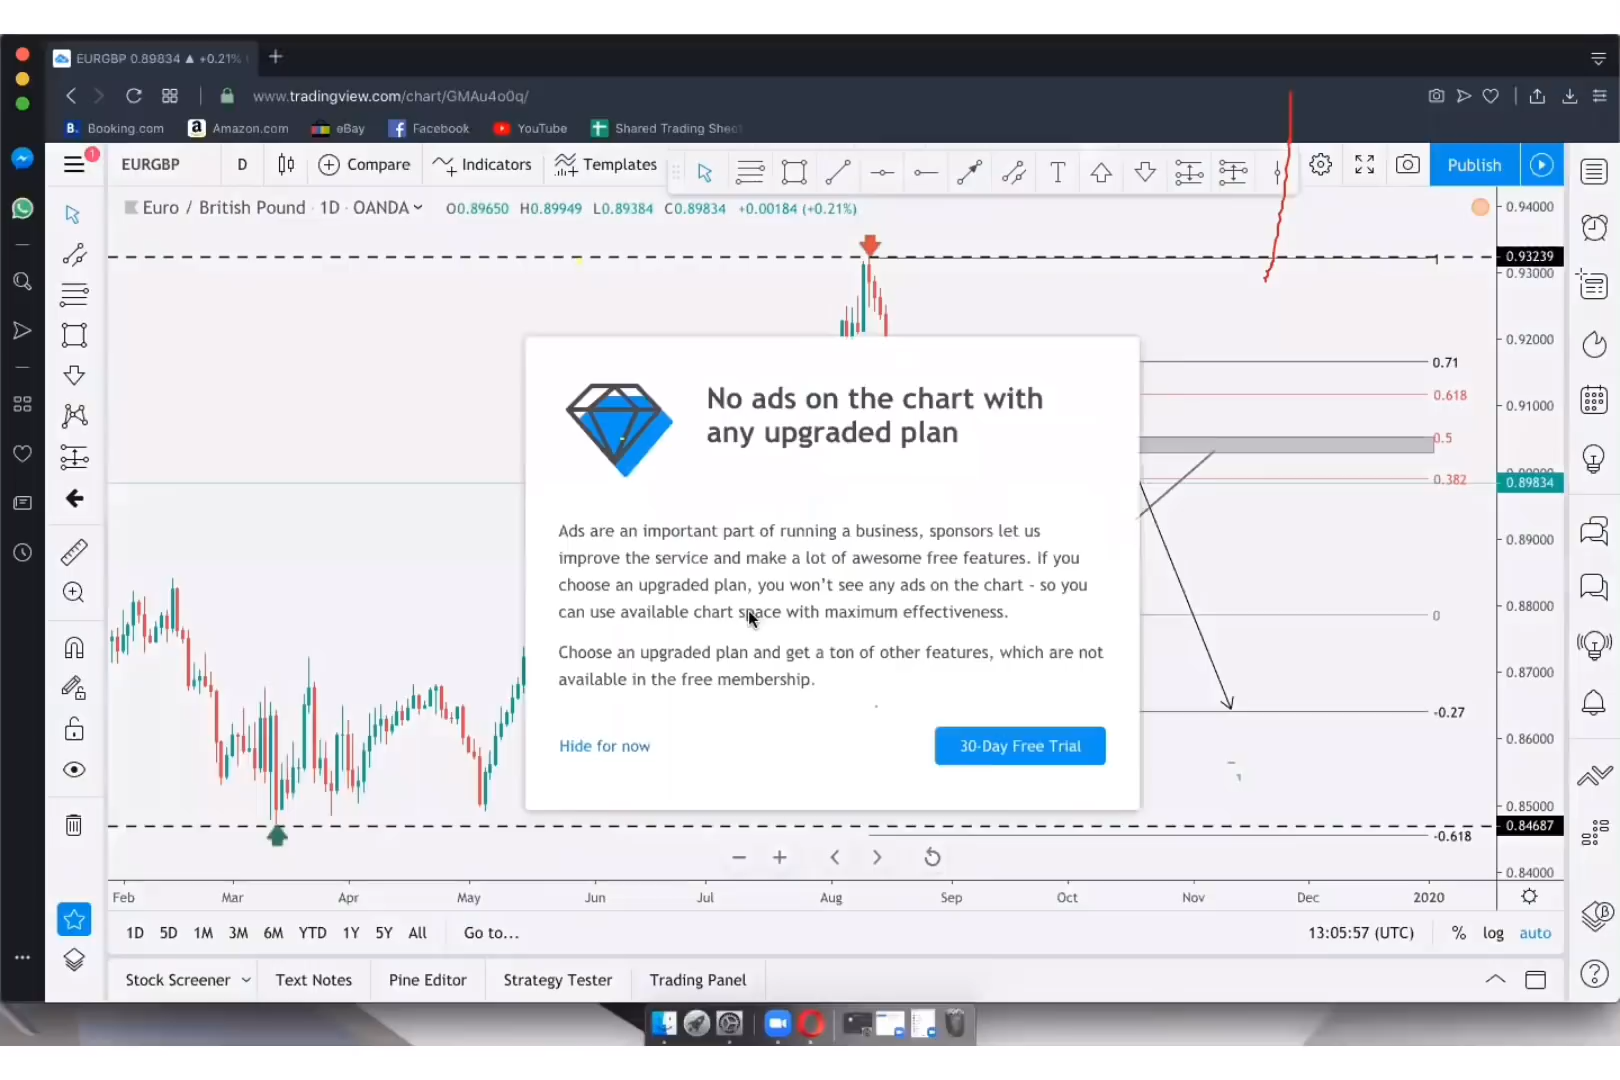 EURGBP 0.89834 ▲ +0.21%
www.tradingview.com/chart/GMAu4o0q/
B. Booking.com
a Amazon.com
eBay
f Facebook
YouTube
Shared Trading Shee
1
EURGBP
D
Compare
Indicators
Templates
T
Publish
Euro / British Pound · 1D · OANDA
O0.89650 H0.89949 L0.89384 C0.89834 +0.00184 (+0.21%)
0.94000
0.93239
0.93000
0.92000
0.91000
0.89834
0.89000
0.88000
0.87000
0.86000
0.85000
0.84687
0.84000
1
0.71
0.618
0.5
0.382
0
-0.27
-0.618
No ads on the chart with
any upgraded plan
Ads are an important part of running a business, sponsors let us
improve the service and make a lot of awesome free features. If you
choose an upgraded plan, you won't see any ads on the chart - so you
can use available chart space with maximum effectiveness.
Choose an upgraded plan and get a ton of other features, which are not
available in the free membership.
Hide for now
30-Day Free Trial
Feb Mar Apr May Jun Jul Aug Sep Oct Nov Dec 2020
1D 5D 1M 3M 6M YTD 1Y 5Y All Go to...
13:05:57 (UTC) % log auto
Stock Screener Text Notes Pine Editor Strategy Tester Trading Panel